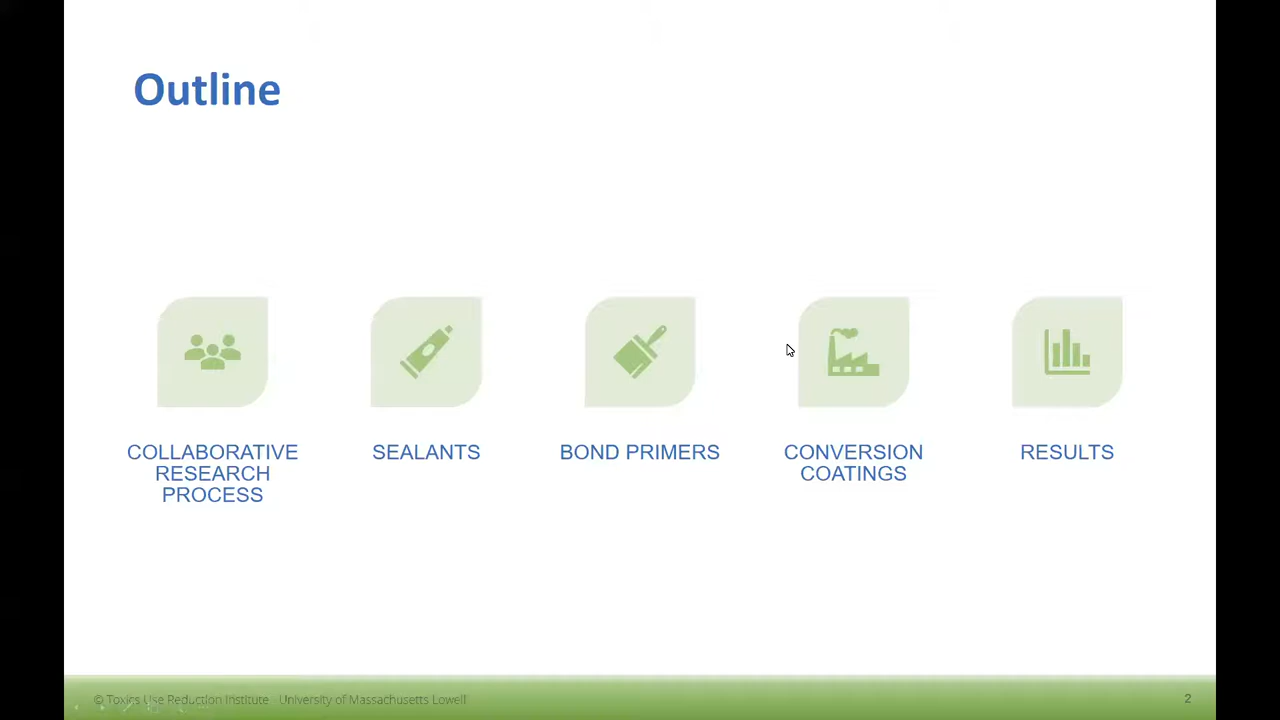 Outline
COLLABORATIVE
RESEARCH
PROCESS
SEALANTS
BOND PRIMERS
CONVERSION
COATINGS
RESULTS
© Toxics Use Reduction Institute - University of Massachusetts Lowell
2